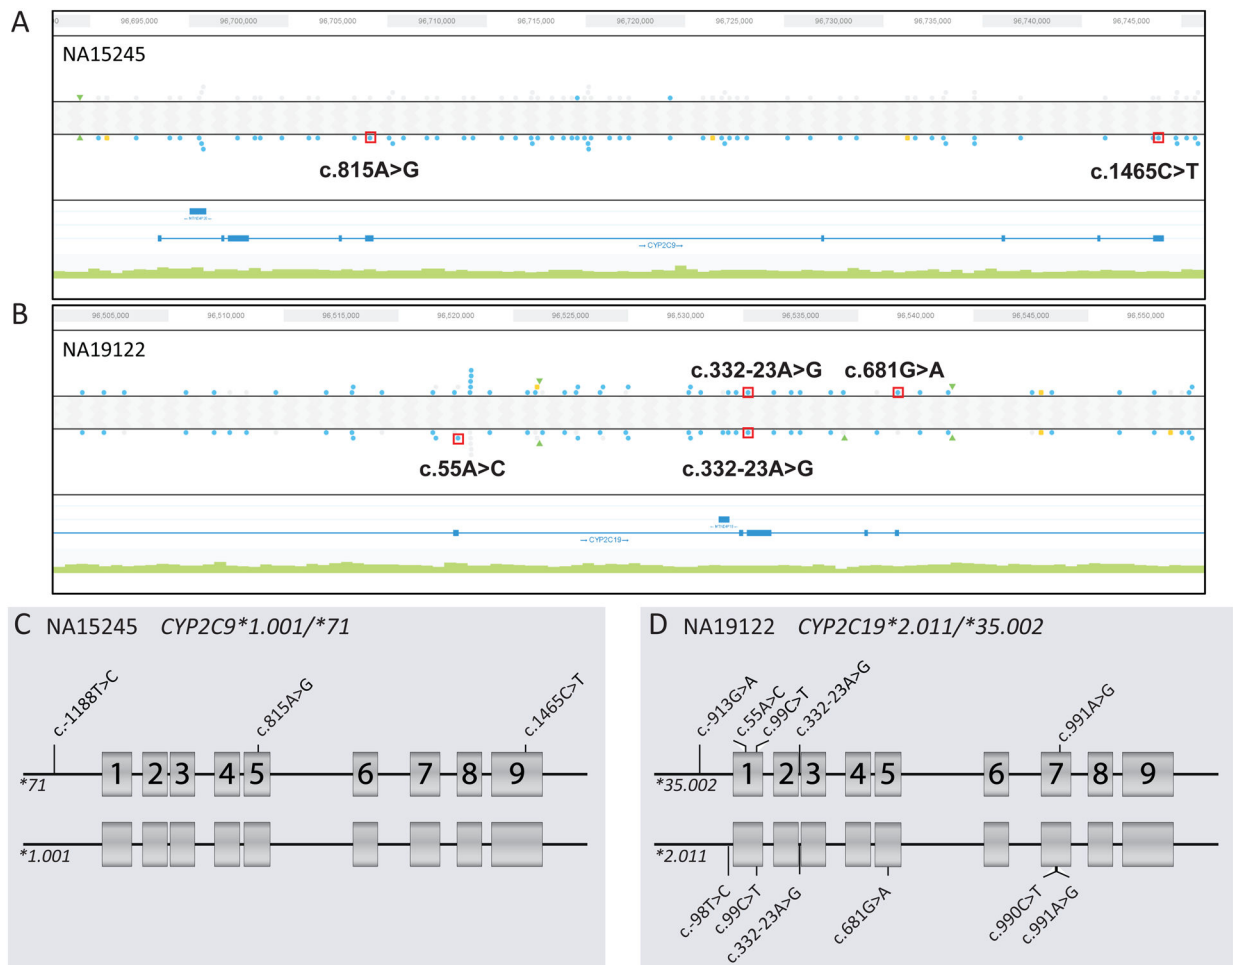 A
96,695,000 96,700,000 96,705,000 96,710,000 96,715,000 96,720,000 96,725,000 96,730,000 96,735,000 96,740,000 96,745,000
NA15245
c.815A>G
c.1465C>T
→ CYP2C9→
B
96,505,000 96,510,000 96,515,000 96,520,000 96,525,000 96,530,000 96,535,000 96,540,000 96,545,000 96,550,000
NA19122
c.332-23A>G c.681G>A
c.55A>C c.332-23A>G
→ CYP2C19→
C NA15245 CYP2C9*1.001/*71
c.-1188T>C
c.815A>G
c.1465C>T
1 2 3 4 5 6 7 8 9
*71
*1.001
D NA19122 CYP2C19*2.011/*35.002
c.-913G>A
c.55A>C
c.99C>T
c.332-23A>G
c.991A>G
1 2 3 4 5 6 7 8 9
*35.002
*2.011
c.-98T>C
c.99C>T
c.332-23A>G
c.681G>A
c.990C>T
c.991A>G